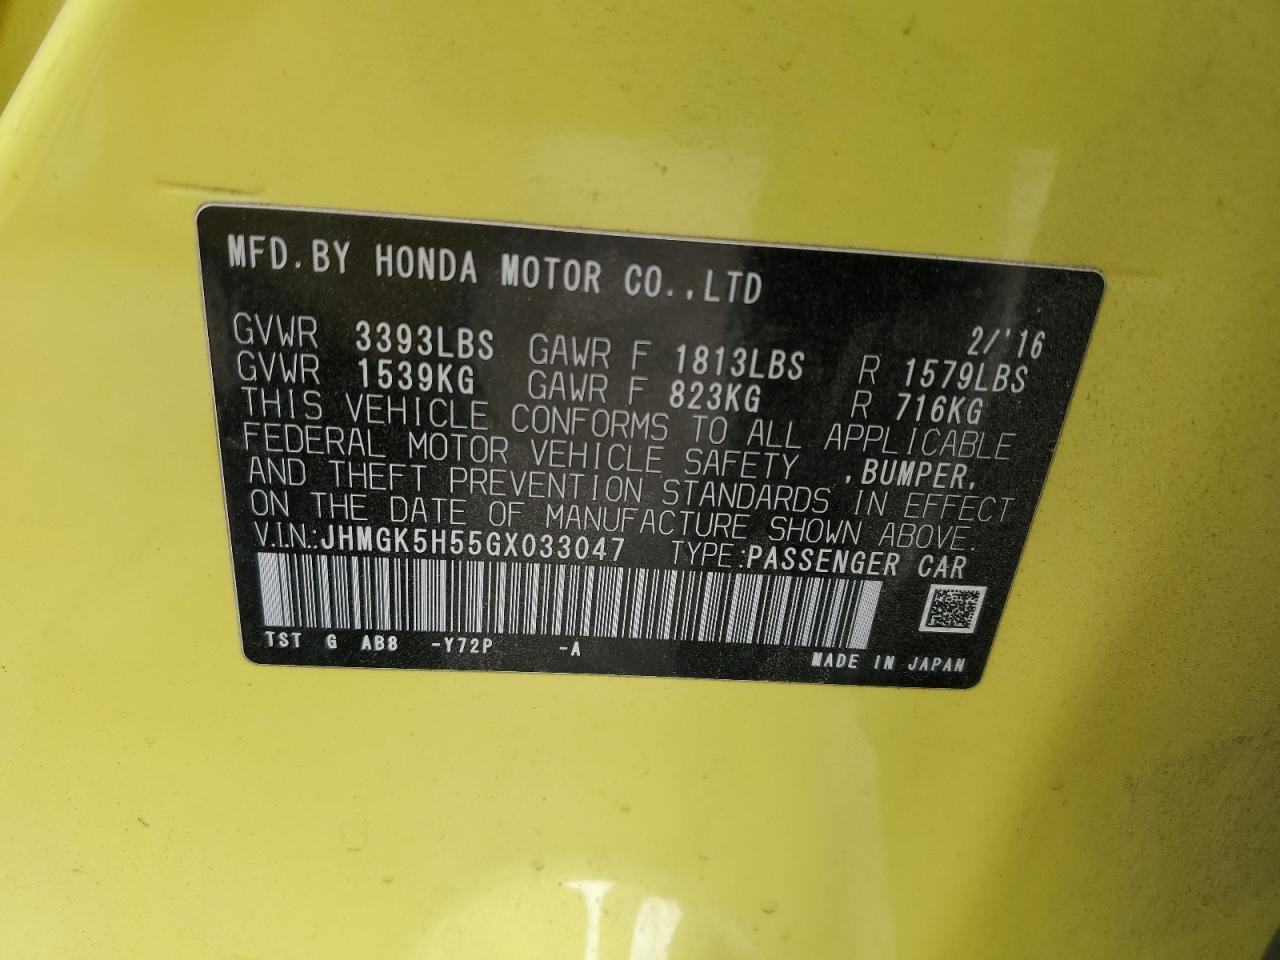 MFD.BY HONDA MOTOR CO.,LTD
2/'16
GVWR 3393LBS GAWR F 1813LBS R 1579LBS
GVWR 1539KG GAWR F 823KG R 716KG
THIS VEHICLE CONFORMS TO ALL APPLICABLE
FEDERAL MOTOR VEHICLE SAFETY ,BUMPER,
AND THEFT PREVENTION STANDARDS IN EFFECT
ON THE DATE OF MANUFACTURE SHOWN ABOVE.
V.I.N.:JHMGK5H55GX033047 TYPE:PASSENGER CAR
TST G AB8 -Y72P -A
MADE IN JAPAN